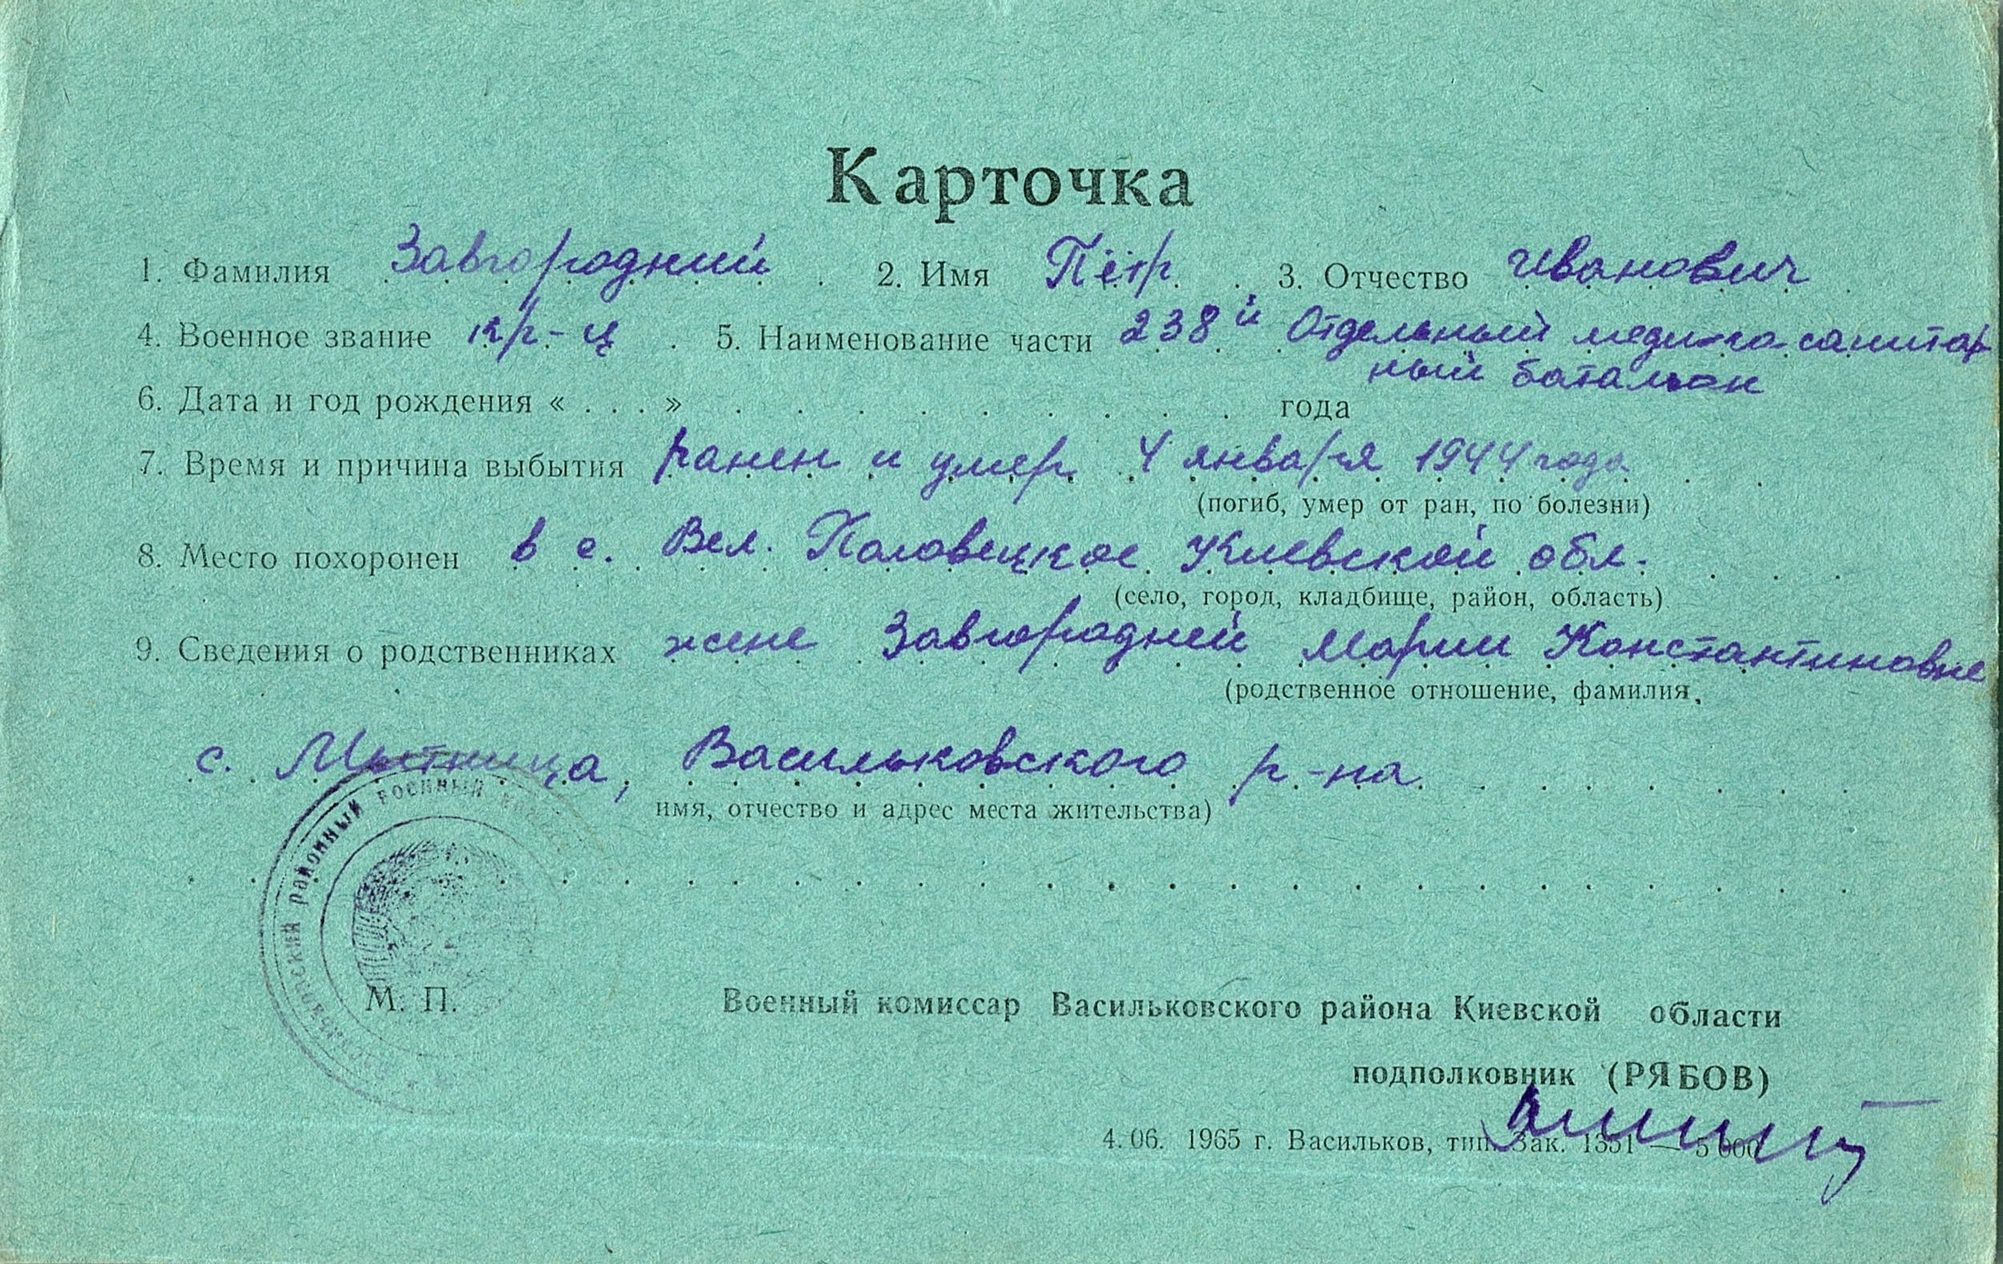 Карточка
1. Фамилия Завгородний . 2. Имя Пётр . 3. Отчество Иванович
4. Военное звание кр-ц . 5. Наименование части 238й Отдельный медико-санитар
ный батальон
6. Дата и год рождения « . . . » . . . . . . . . . года
7. Время и причина выбытия ранен и умер 4 января 1944 года
(погиб, умер от ран, по болезни)
8. Место похоронен в с. Вел. Половецкое Киевской обл.
(село, город, кладбище, район, область)
9. Сведения о родственниках жене Завгородней Марии Константиновне
(родственное отношение, фамилия,
с. Мытница, Васильковского р-на
имя, отчество и адрес места жительства)
районный военный
М. П.
Военный комиссар Васильковского района Киевской области
подполковник (РЯБОВ)
4.06. 1965 г. Васильков, тип. Зак. 1351 — 5 000